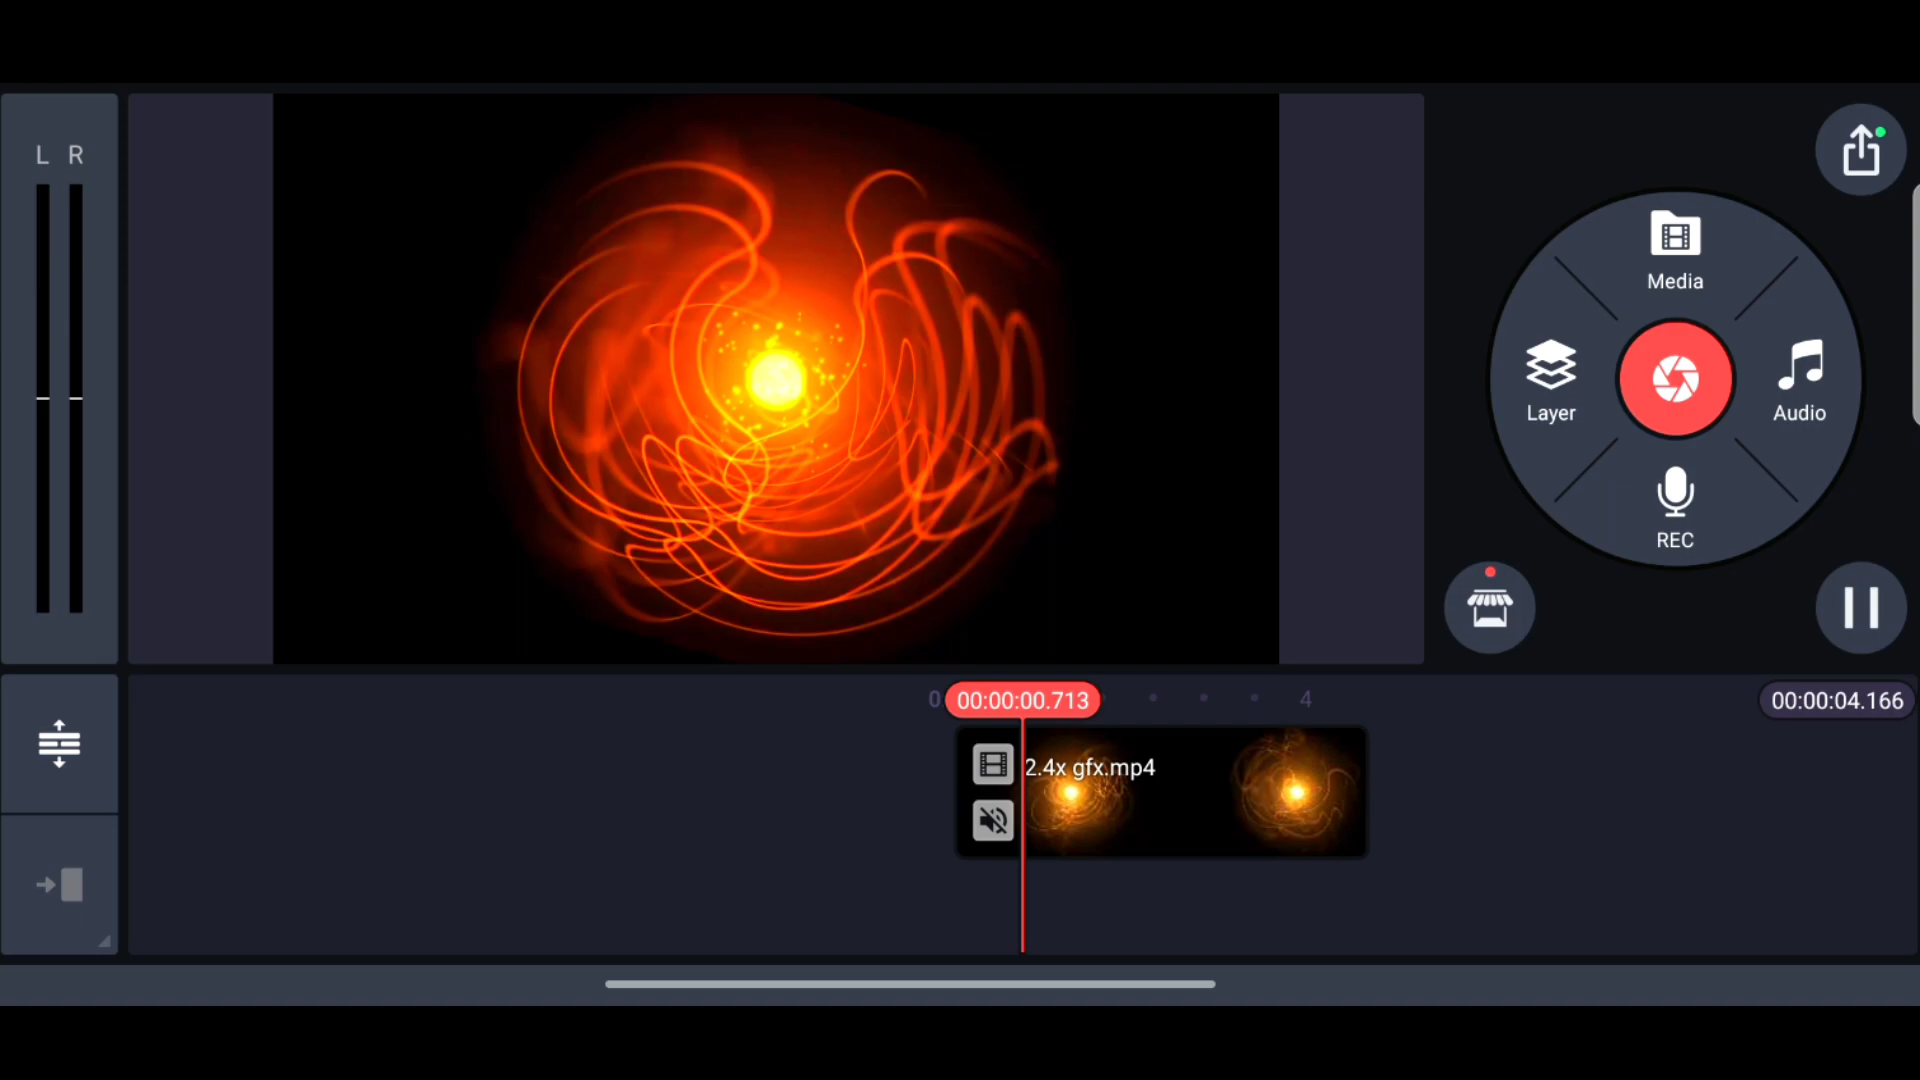 L R
Media
Layer
Audio
REC
0
00:00:00.713
4
00:00:04.166
2.4x gfx.mp4